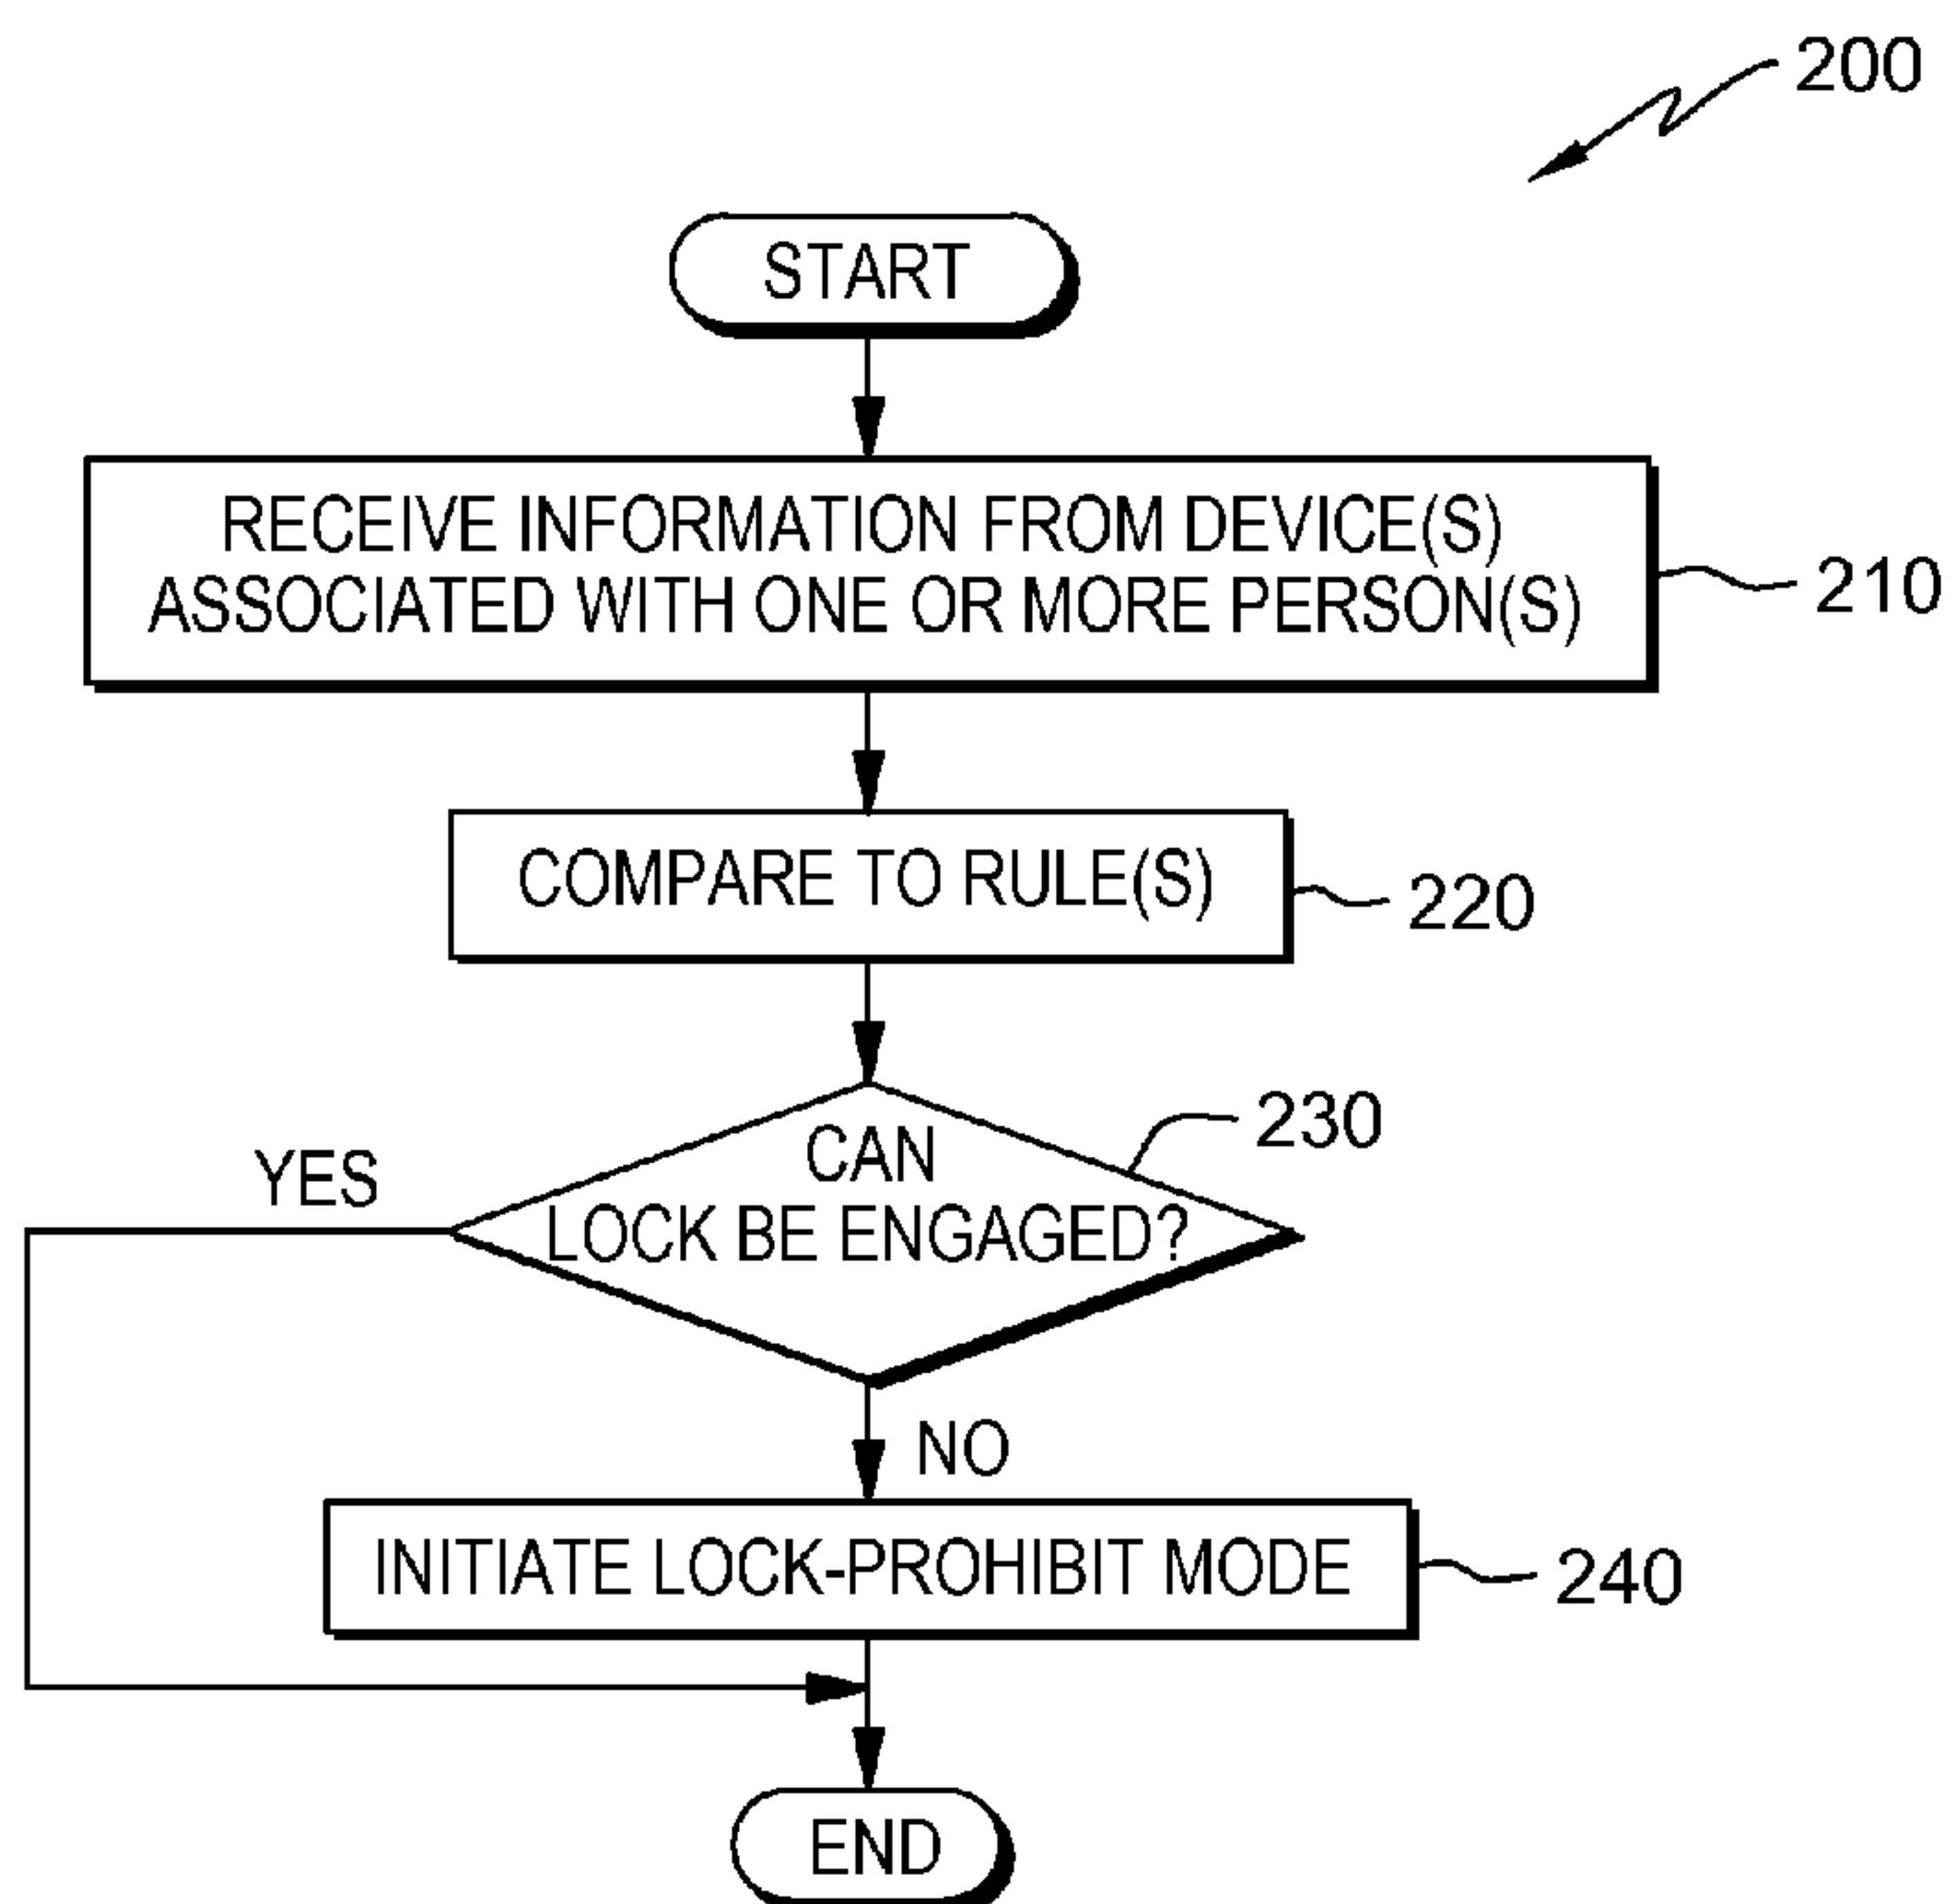 200
START
RECEIVE INFORMATION FROM DEVICE(S)
ASSOCIATED WITH ONE OR MORE PERSON(S)
210
COMPARE TO RULE(S)
220
CAN
LOCK BE ENGAGED?
230
YES
NO
INITIATE LOCK-PROHIBIT MODE
240
END